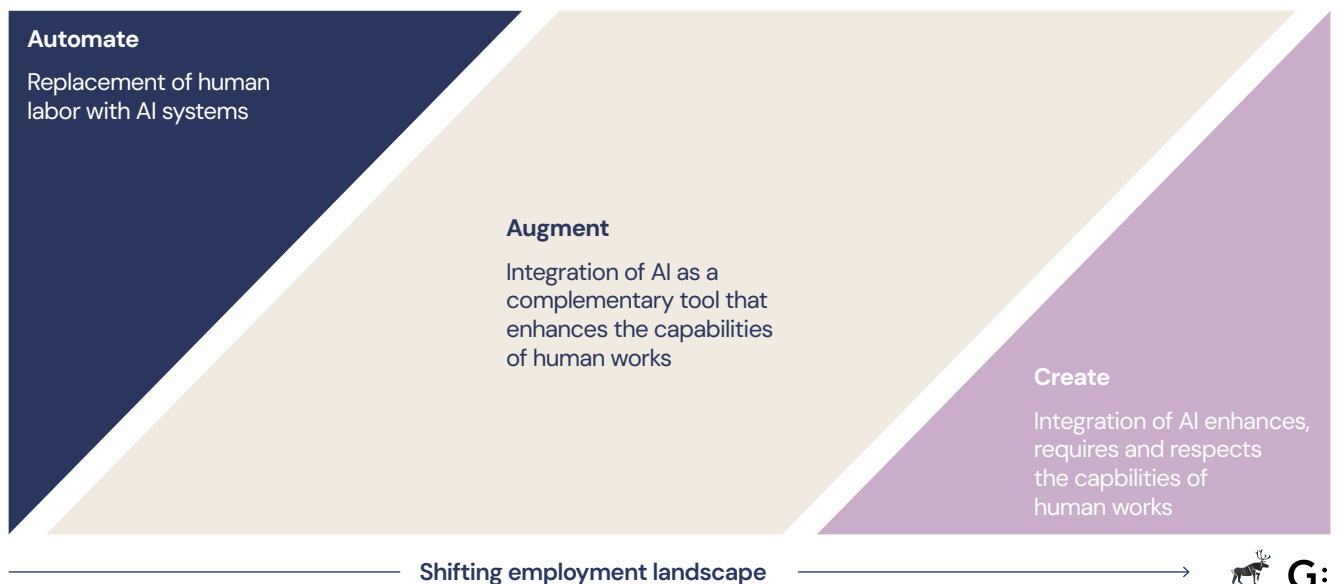 Automate
Replacement of human
labor with AI systems
Augment
Integration of AI as a
complementary tool that
enhances the capabilities
of human works
Create
Integration of AI enhances,
requires and respects
the capbilities of
human works
Shifting employment landscape
G: